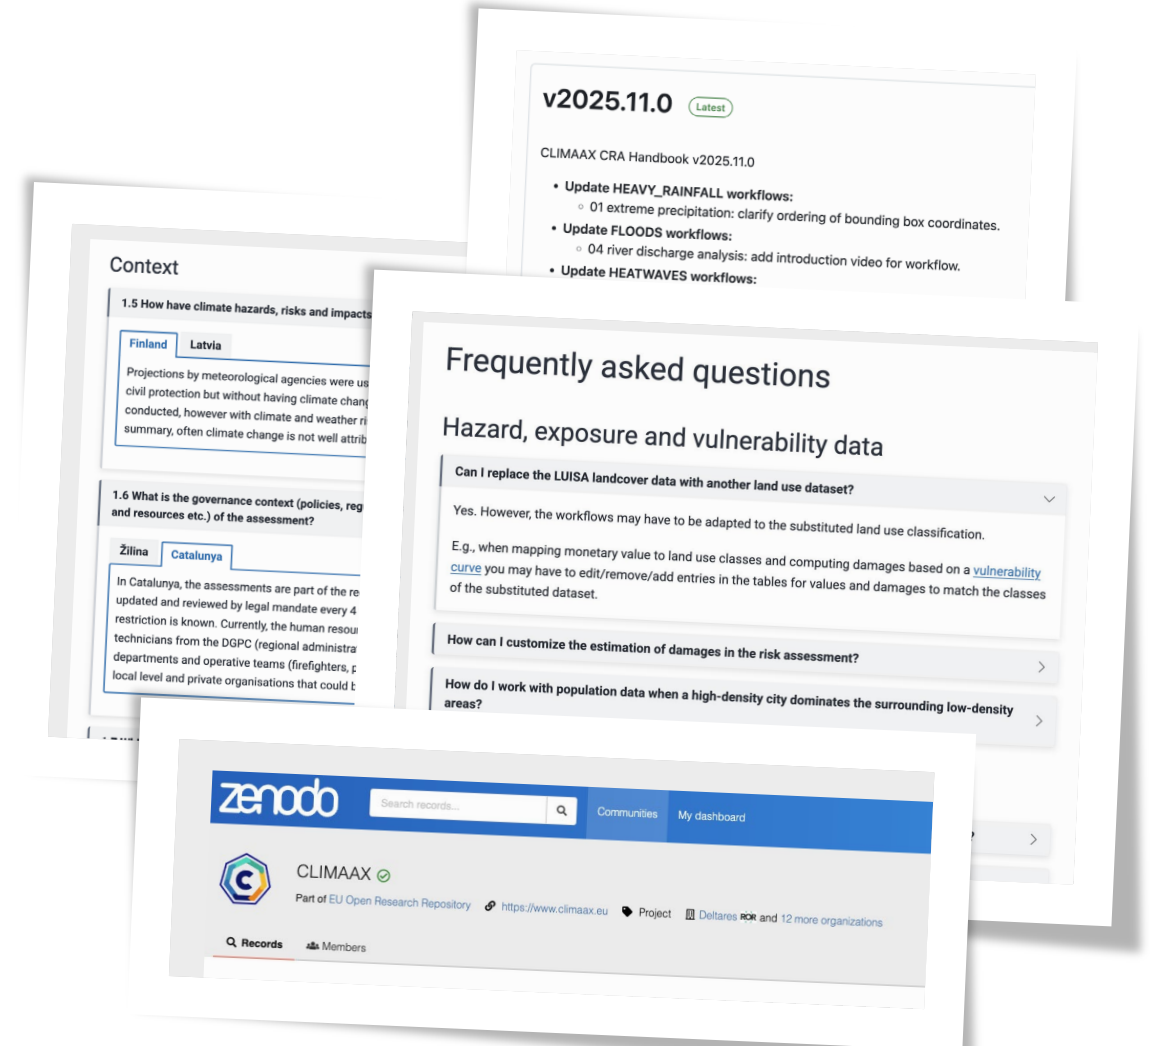 v2025.11.0 Latest
CLIMAAX CRA Handbook v2025.11.0
• Update HEAVY_RAINFALL workflows:
◦ 01 extreme precipitation: clarify ordering of bounding box coordinates.
• Update FLOODS workflows:
◦ 04 river discharge analysis: add introduction video for workflow.
• Update HEATWAVES workflows:
Context
1.5 How have climate hazards, risks and impacts
Finland Latvia
Projections by meteorological agencies were us
civil protection but without having climate chang
conducted, however with climate and weather ri
summary, often climate change is not well attrib
1.6 What is the governance context (policies, reg
and resources etc.) of the assessment?
Žilina Catalunya
In Catalunya, the assessments are part of the re
updated and reviewed by legal mandate every 4
restriction is known. Currently, the human resour
technicians from the DGPC (regional administra
departments and operative teams (firefighters, p
local level and private organisations that could b
Frequently asked questions
Hazard, exposure and vulnerability data
Can I replace the LUISA landcover data with another land use dataset?
Yes. However, the workflows may have to be adapted to the substituted land use classification.
E.g., when mapping monetary value to land use classes and computing damages based on a vulnerability
curve you may have to edit/remove/add entries in the tables for values and damages to match the classes
of the substituted dataset.
How can I customize the estimation of damages in the risk assessment?
How do I work with population data when a high-density city dominates the surrounding low-density
areas?
?
zenodo Search records... Communities My dashboard
CLIMAAX
Part of EU Open Research Repository https://www.climaax.eu Project Deltares ROR and 12 more organizations
Records Members